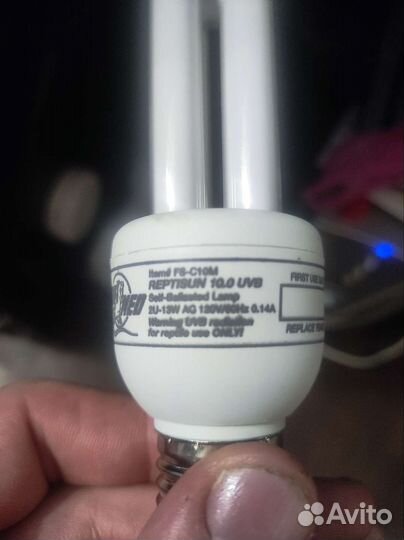 MED
Item# FS-C10M
REPTISUN 10.0 UVB
Self-Ballasted Lamp
2U-13W AC 120V/60Hz 0.14A
Warning UVB radiation
for reptile use ONLY!
FIRST USE
REPLACE
Avito